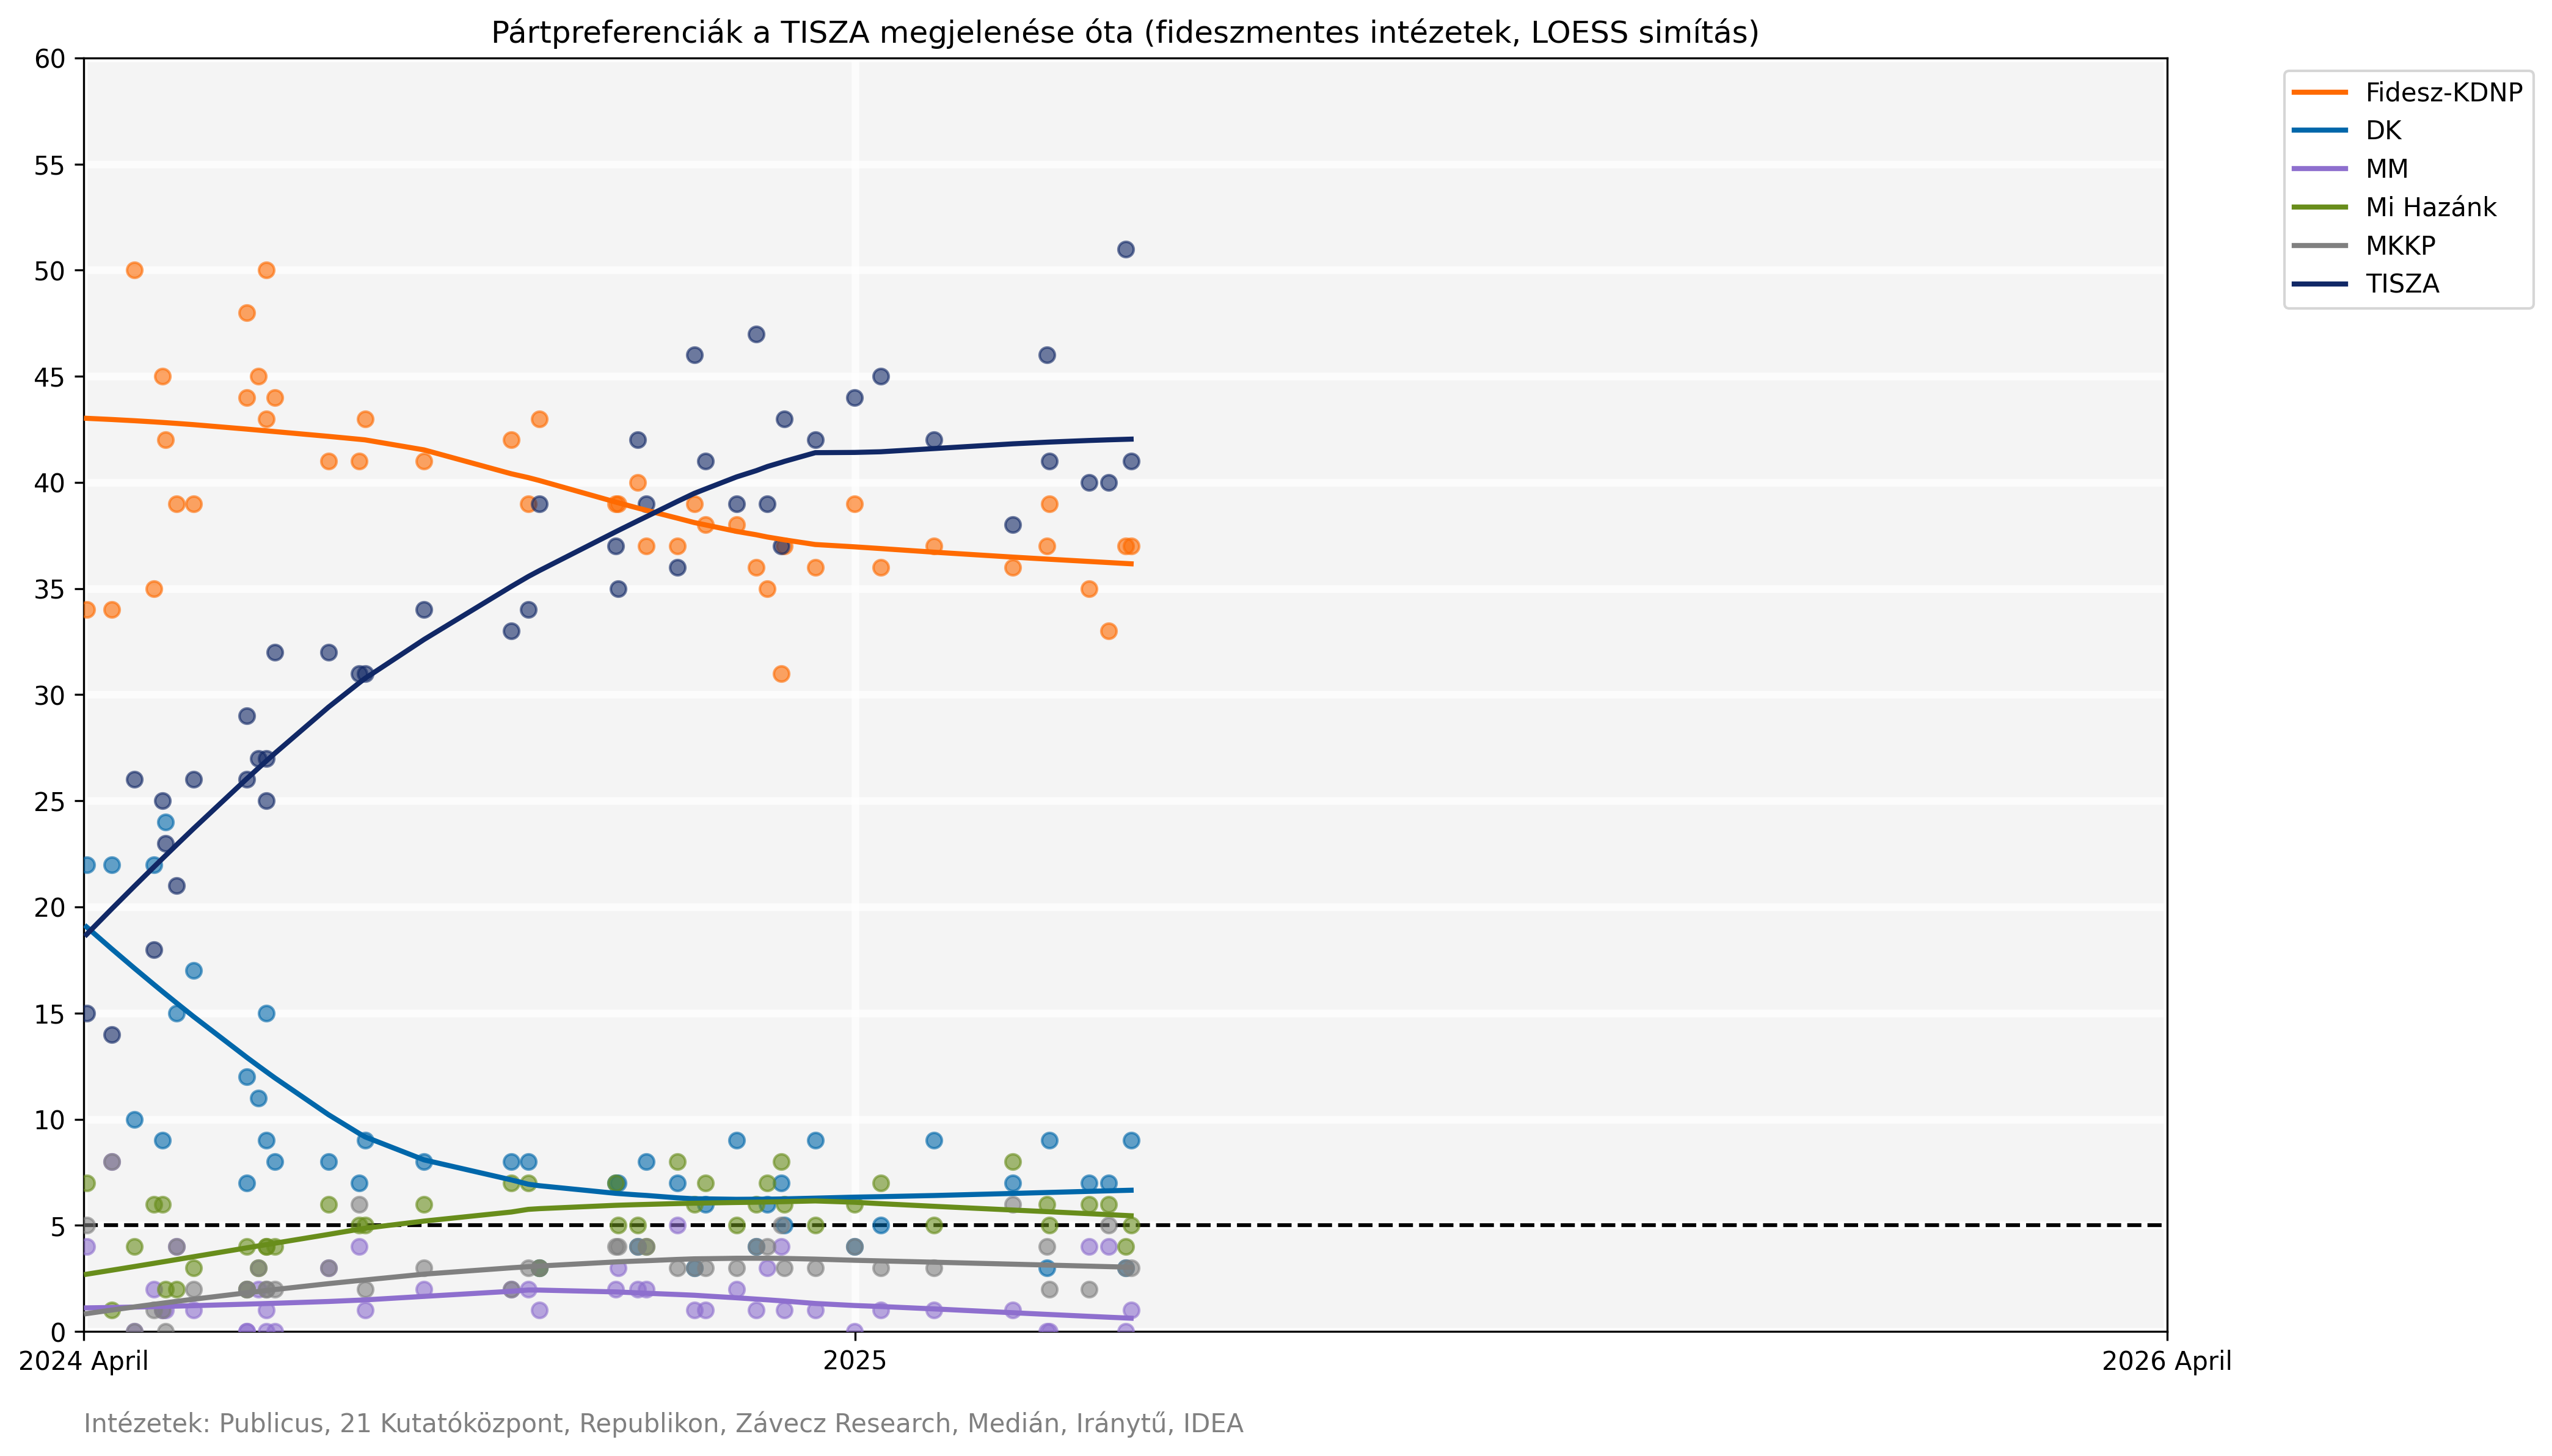 Pártpreferenciák a TISZA megjelenése óta (fideszmentes intézetek, LOESS simítás)
60
55
50
45
40
35
30
25
20
15
10
5
0
2024 April
2025
2026 April
Fidesz-KDNP
DK
MM
Mi Hazánk
MKKP
TISZA
Intézetek: Publicus, 21 Kutatóközpont, Republikon, Závecz Research, Medián, Iránytű, IDEA